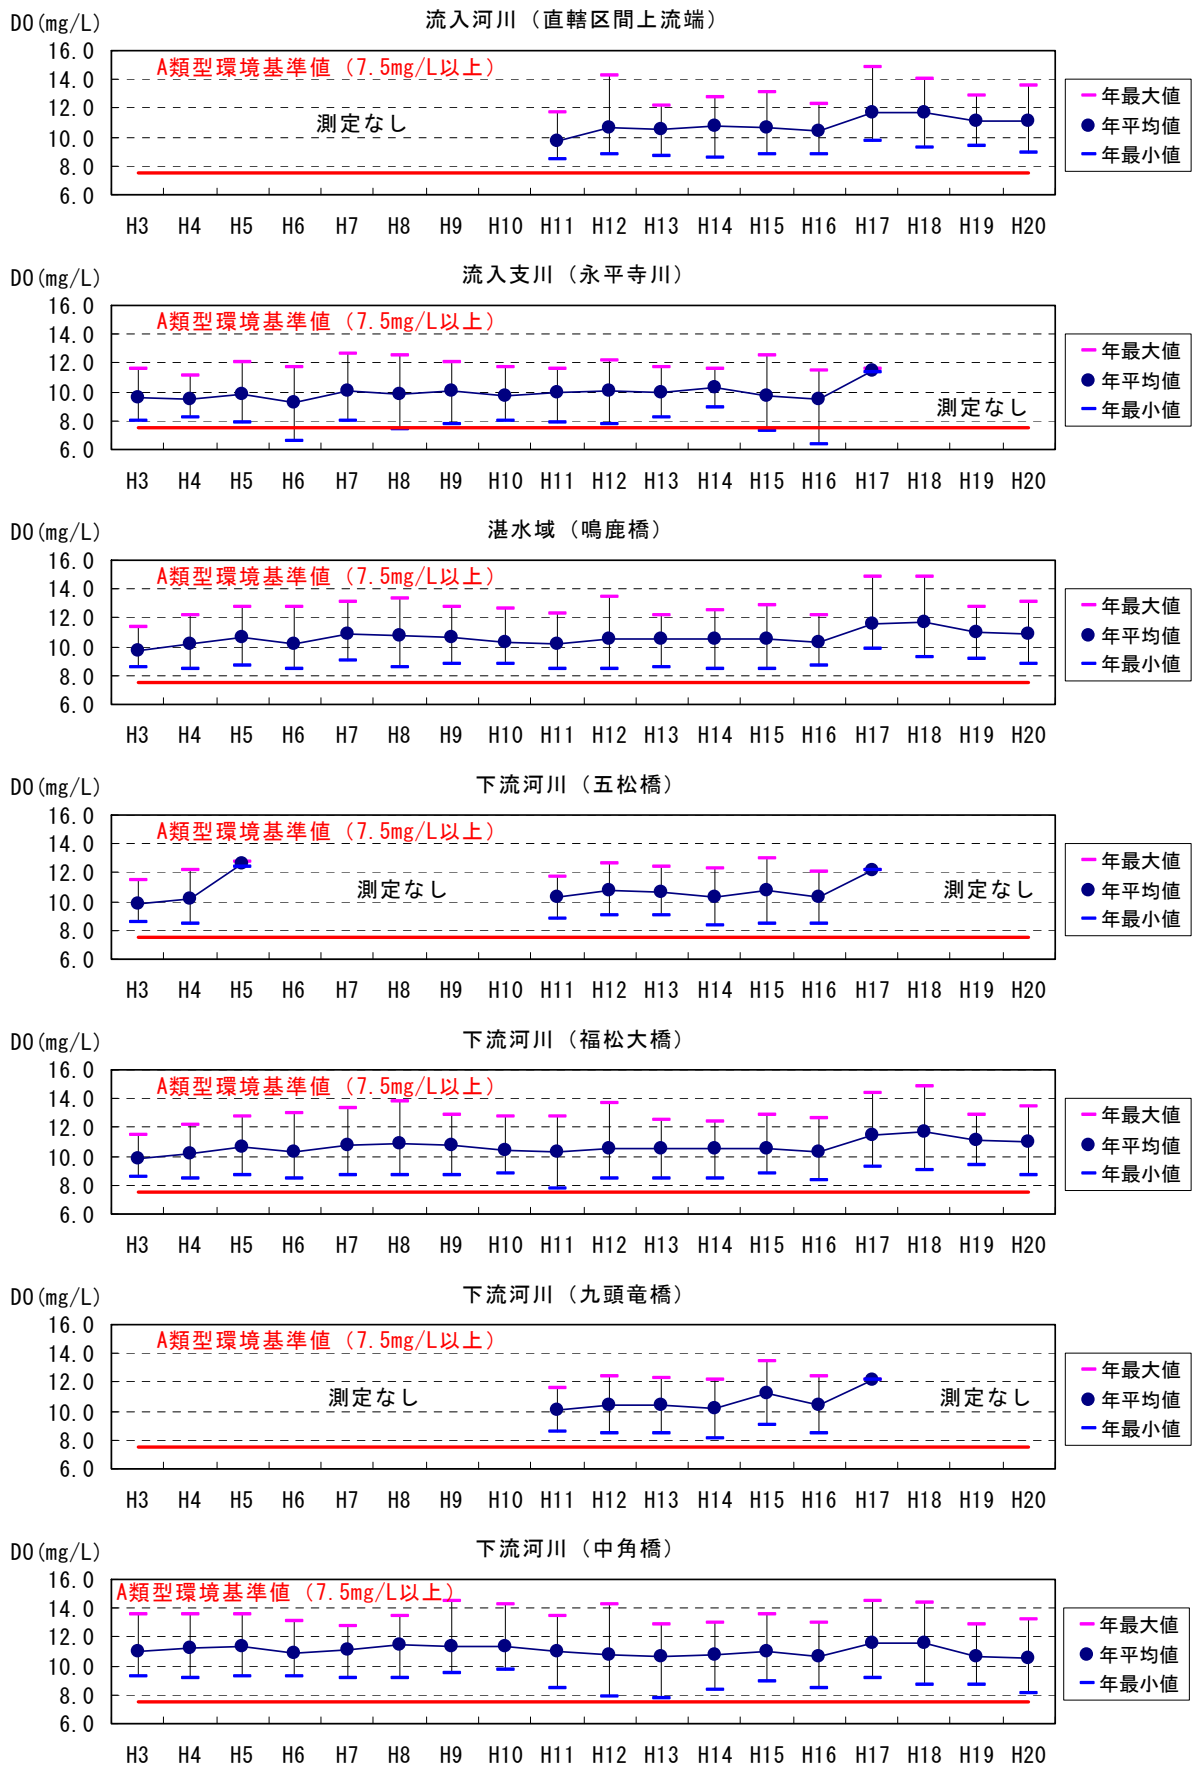 DO(mg/L)
流入河川（直轄区間上流端）
A類型環境基準値（7.5mg/L以上）
16.0
14.0
12.0
10.0
8.0
6.0
測定なし
年最大値
年平均値
年最小値
H3 H4 H5 H6 H7 H8 H9 H10 H11 H12 H13 H14 H15 H16 H17 H18 H19 H20
DO(mg/L)
流入支川（永平寺川）
A類型環境基準値（7.5mg/L以上）
16.0
14.0
12.0
10.0
8.0
6.0
測定なし
年最大値
年平均値
年最小値
H3 H4 H5 H6 H7 H8 H9 H10 H11 H12 H13 H14 H15 H16 H17 H18 H19 H20
DO(mg/L)
湛水域（鳴鹿橋）
A類型環境基準値（7.5mg/L以上）
16.0
14.0
12.0
10.0
8.0
6.0
年最大値
年平均値
年最小値
H3 H4 H5 H6 H7 H8 H9 H10 H11 H12 H13 H14 H15 H16 H17 H18 H19 H20
DO(mg/L)
下流河川（五松橋）
A類型環境基準値（7.5mg/L以上）
16.0
14.0
12.0
10.0
8.0
6.0
測定なし
測定なし
年最大値
年平均値
年最小値
H3 H4 H5 H6 H7 H8 H9 H10 H11 H12 H13 H14 H15 H16 H17 H18 H19 H20
DO(mg/L)
下流河川（福松大橋）
A類型環境基準値（7.5mg/L以上）
16.0
14.0
12.0
10.0
8.0
6.0
年最大値
年平均値
年最小値
H3 H4 H5 H6 H7 H8 H9 H10 H11 H12 H13 H14 H15 H16 H17 H18 H19 H20
DO(mg/L)
下流河川（九頭竜橋）
A類型環境基準値（7.5mg/L以上）
16.0
14.0
12.0
10.0
8.0
6.0
測定なし
測定なし
年最大値
年平均値
年最小値
H3 H4 H5 H6 H7 H8 H9 H10 H11 H12 H13 H14 H15 H16 H17 H18 H19 H20
DO(mg/L)
下流河川（中角橋）
A類型環境基準値（7.5mg/L以上）
16.0
14.0
12.0
10.0
8.0
6.0
年最大値
年平均値
年最小値
H3 H4 H5 H6 H7 H8 H9 H10 H11 H12 H13 H14 H15 H16 H17 H18 H19 H20